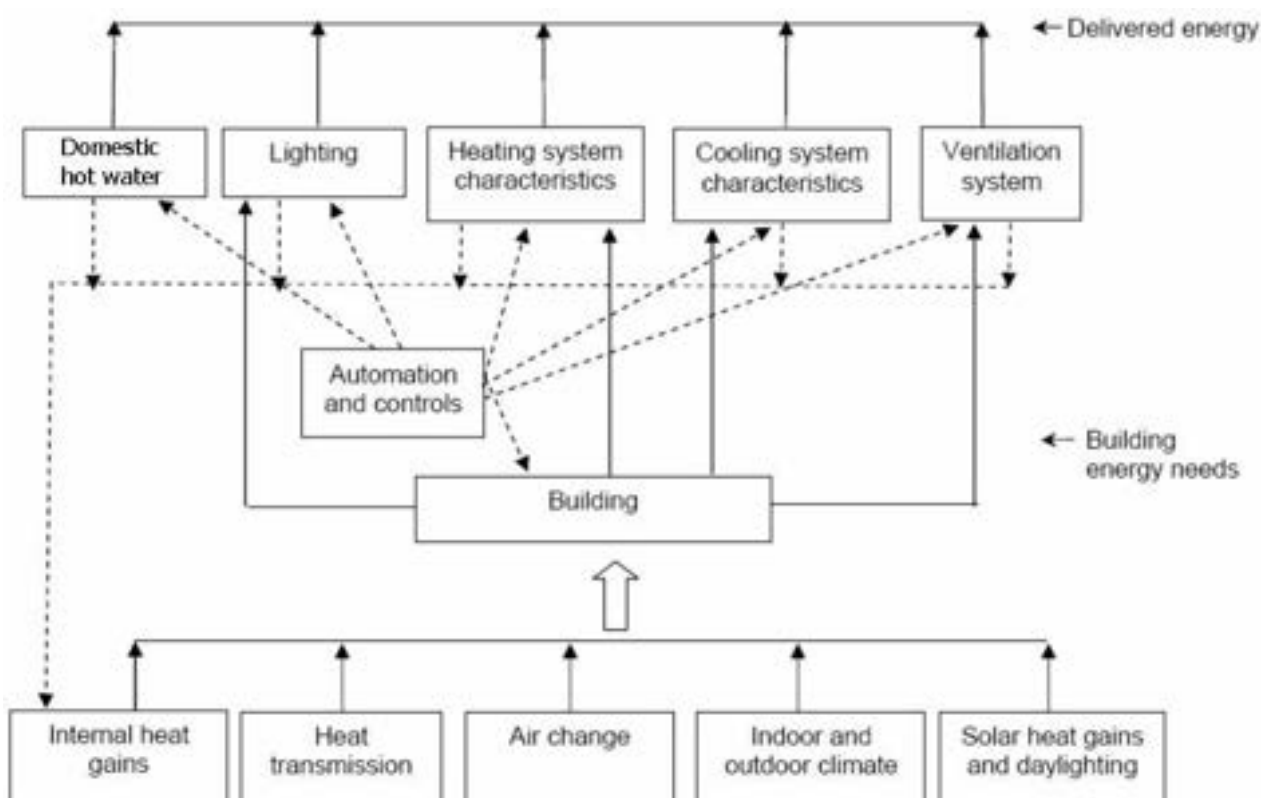 Delivered energy
Domestic
hot water
Lighting
Heating system
characteristics
Cooling system
characteristics
Ventilation
system
Automation
and controls
Building
energy needs
Building
Internal heat
gains
Heat
transmission
Air change
Indoor and
outdoor climate
Solar heat gains
and daylighting